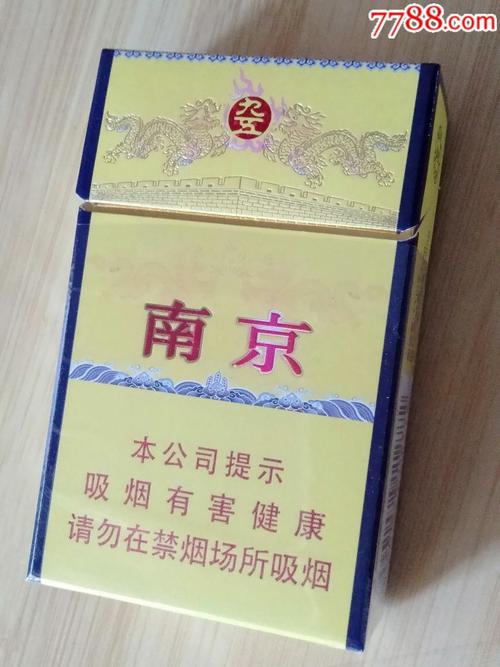 7788.com
九五
南京
本公司提示
吸烟有害健康
请勿在禁烟场所吸烟